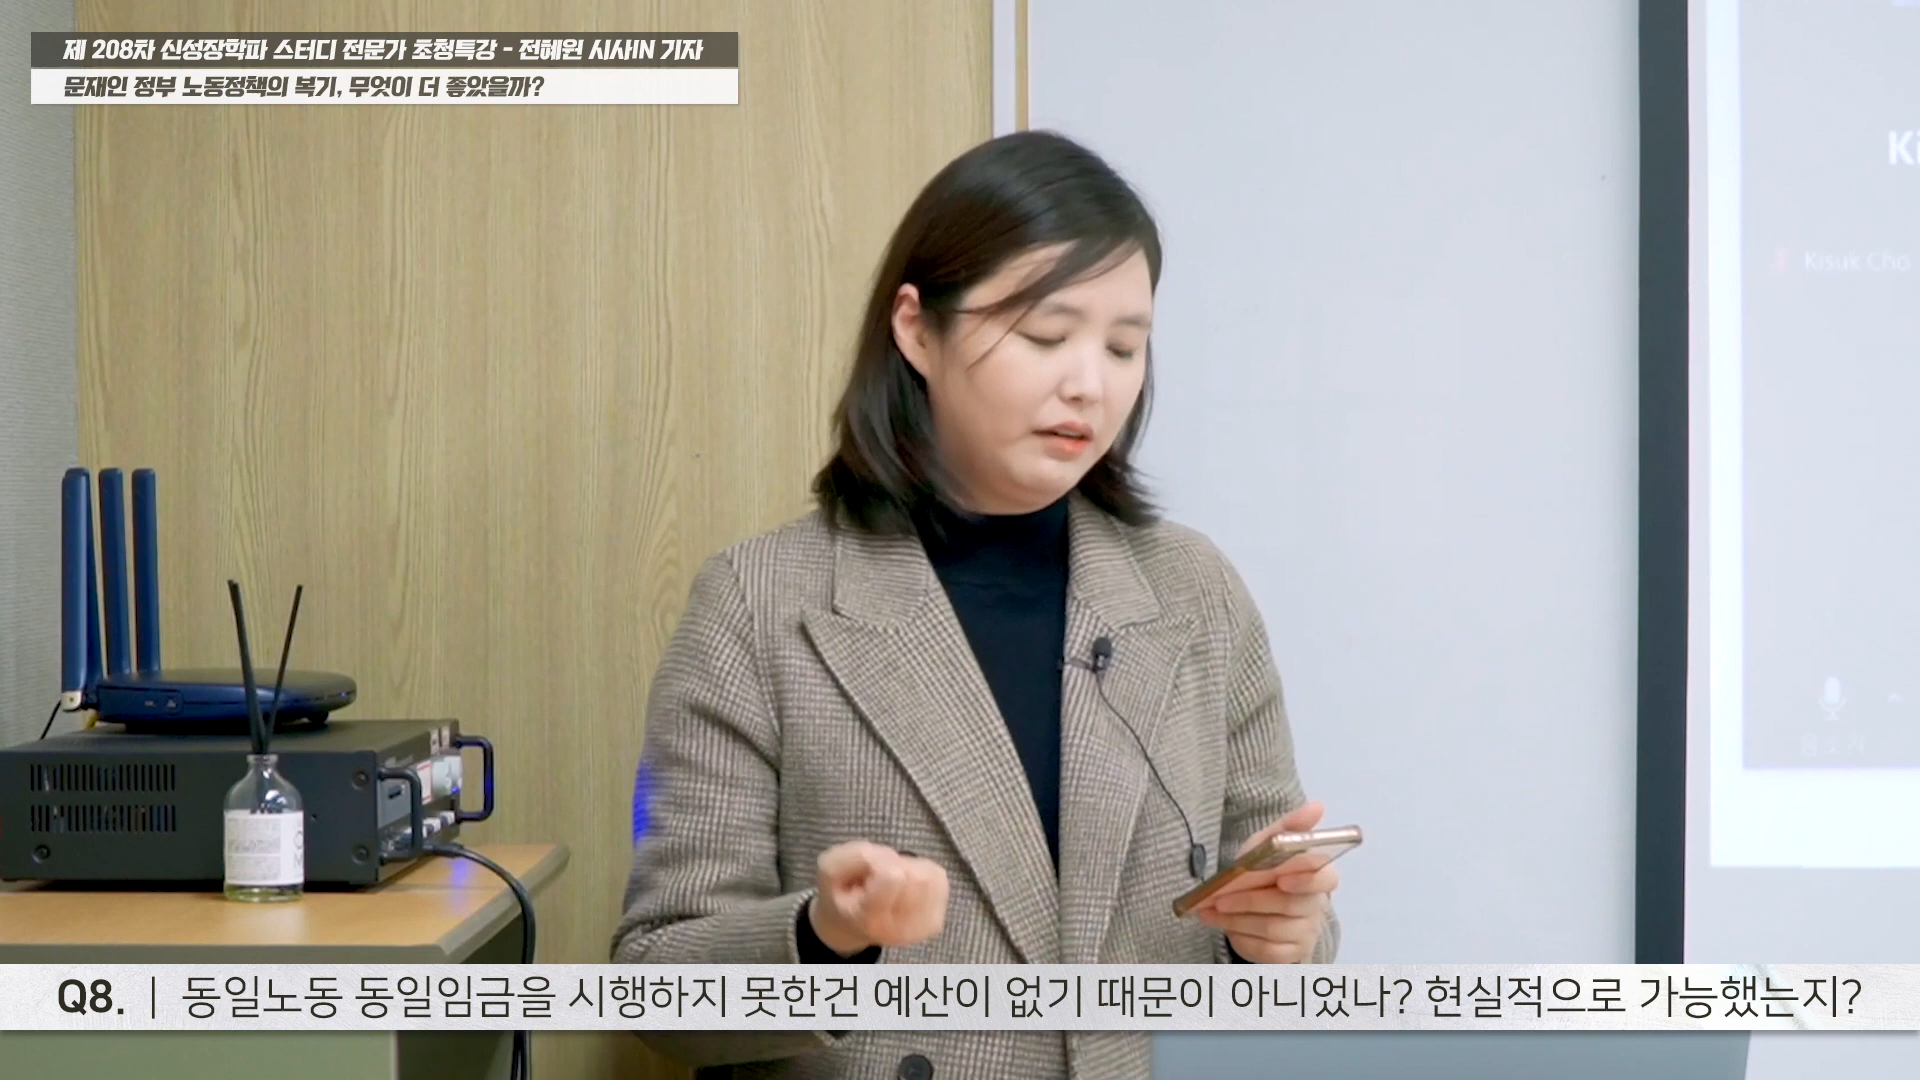 제 208차 신성장학파 스터디 전문가 초청특강 - 전혜원 시사IN 기자
문재인 정부 노동정책의 복기, 무엇이 더 좋았을까?
Ki
Kisuk Cho
Q8. | 동일노동 동일임금을 시행하지 못한건 예산이 없기 때문이 아니었나? 현실적으로 가능했는지?